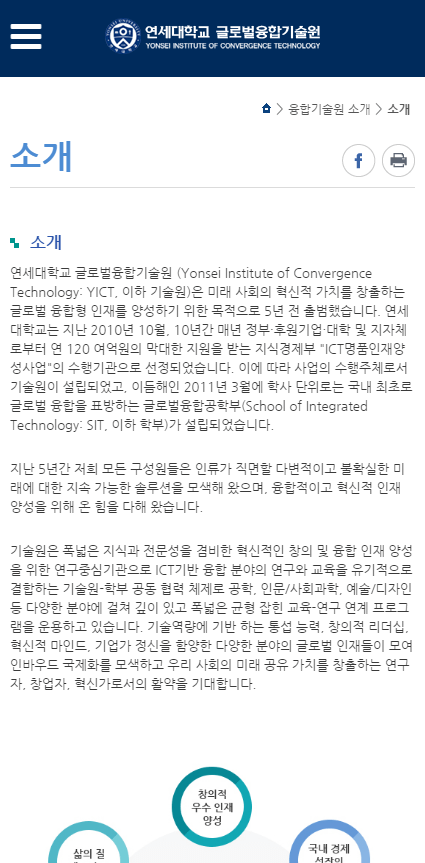 연세대학교 글로벌융합기술원
YONSEI INSTITUTE OF CONVERGENCE TECHNOLOGY
> 융합기술원 소개 > 소개
소개
소개
연세대학교 글로벌융합기술원 (Yonsei Institute of Convergence
Technology: YICT, 이하 기술원)은 미래 사회의 혁신적 가치를 창출하는
글로벌 융합형 인재를 양성하기 위한 목적으로 5년 전 출범했습니다. 연세
대학교는 지난 2010년 10월, 10년간 매년 정부·후원기업·대학 및 지자체
로부터 연 120 여억원의 막대한 지원을 받는 지식경제부 "ICT명품인재양
성사업"의 수행기관으로 선정되었습니다. 이에 따라 사업의 수행주체로서
기술원이 설립되었고, 이듬해인 2011년 3월에 학사 단위로는 국내 최초로
글로벌 융합을 표방하는 글로벌융합공학부(School of Integrated
Technology: SIT, 이하 학부)가 설립되었습니다.
지난 5년간 저희 모든 구성원들은 인류가 직면할 다변적이고 불확실한 미
래에 대한 지속 가능한 솔루션을 모색해 왔으며, 융합적이고 혁신적 인재
양성을 위해 온 힘을 다해 왔습니다.
기술원은 폭넓은 지식과 전문성을 겸비한 혁신적인 창의 및 융합 인재 양성
을 위한 연구중심기관으로 ICT기반 융합 분야의 연구와 교육을 유기적으로
결합하는 기술원-학부 공동 협력 체제로 공학, 인문/사회과학, 예술/디자인
등 다양한 분야에 걸쳐 깊이 있고 폭넓은 균형 잡힌 교육-연구 연계 프로그
램을 운용하고 있습니다. 기술역량에 기반 하는 통섭 능력, 창의적 리더십,
혁신적 마인드, 기업가 정신을 함양한 다양한 분야의 글로벌 인재들이 모여
인바우드 국제화를 모색하고 우리 사회의 미래 공유 가치를 창출하는 연구
자, 창업자, 혁신가로서의 활약을 기대합니다.
창의적
우수 인재
양성
삶의 질
국내 경제
성장의